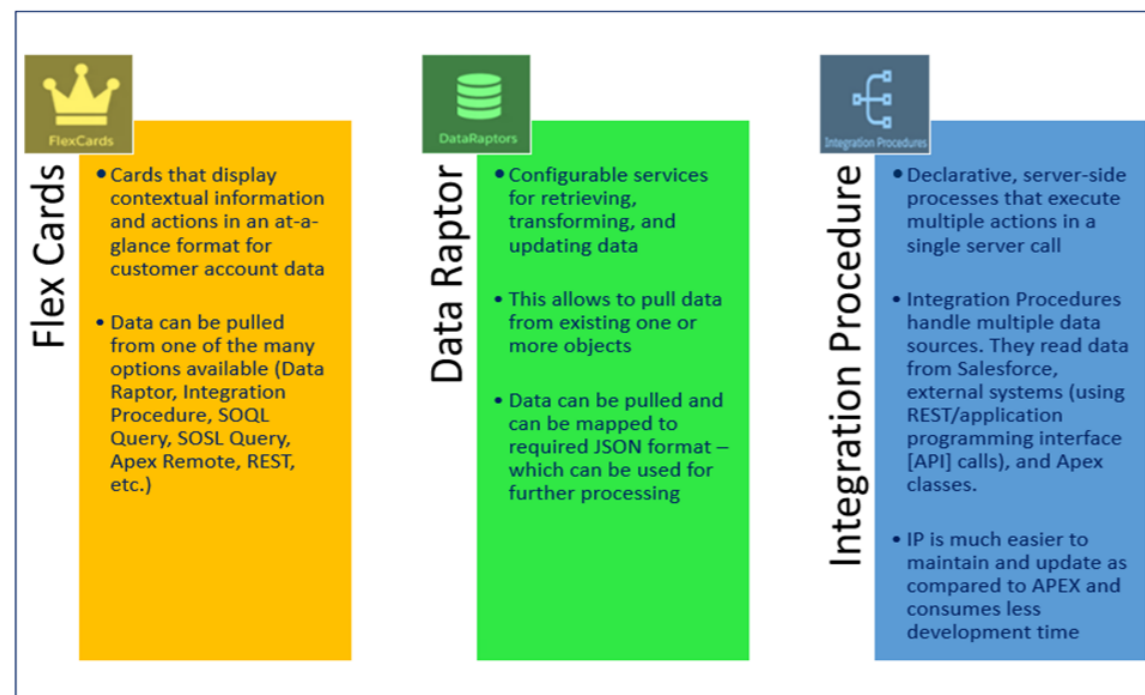 FlexCards
Flex Cards
• Cards that display
contextual information
and actions in an at-a-
glance format for
customer account data
• Data can be pulled
from one of the many
options available (Data
Raptor, Integration
Procedure, SOQL
Query, SOSL Query,
Apex Remote, REST,
etc.)
DataRaptors
Data Raptor
• Configurable services
for retrieving,
transforming, and
updating data
• This allows to pull data
from existing one or
more objects
• Data can be pulled and
can be mapped to
required JSON format –
which can be used for
further processing
Integration Procedures
Integration Procedure
• Declarative, server-side
processes that execute
multiple actions in a
single server call
• Integration Procedures
handle multiple data
sources. They read data
from Salesforce,
external systems (using
REST/application
programming interface
[API] calls), and Apex
classes.
• IP is much easier to
maintain and update as
compared to APEX and
consumes less
development time